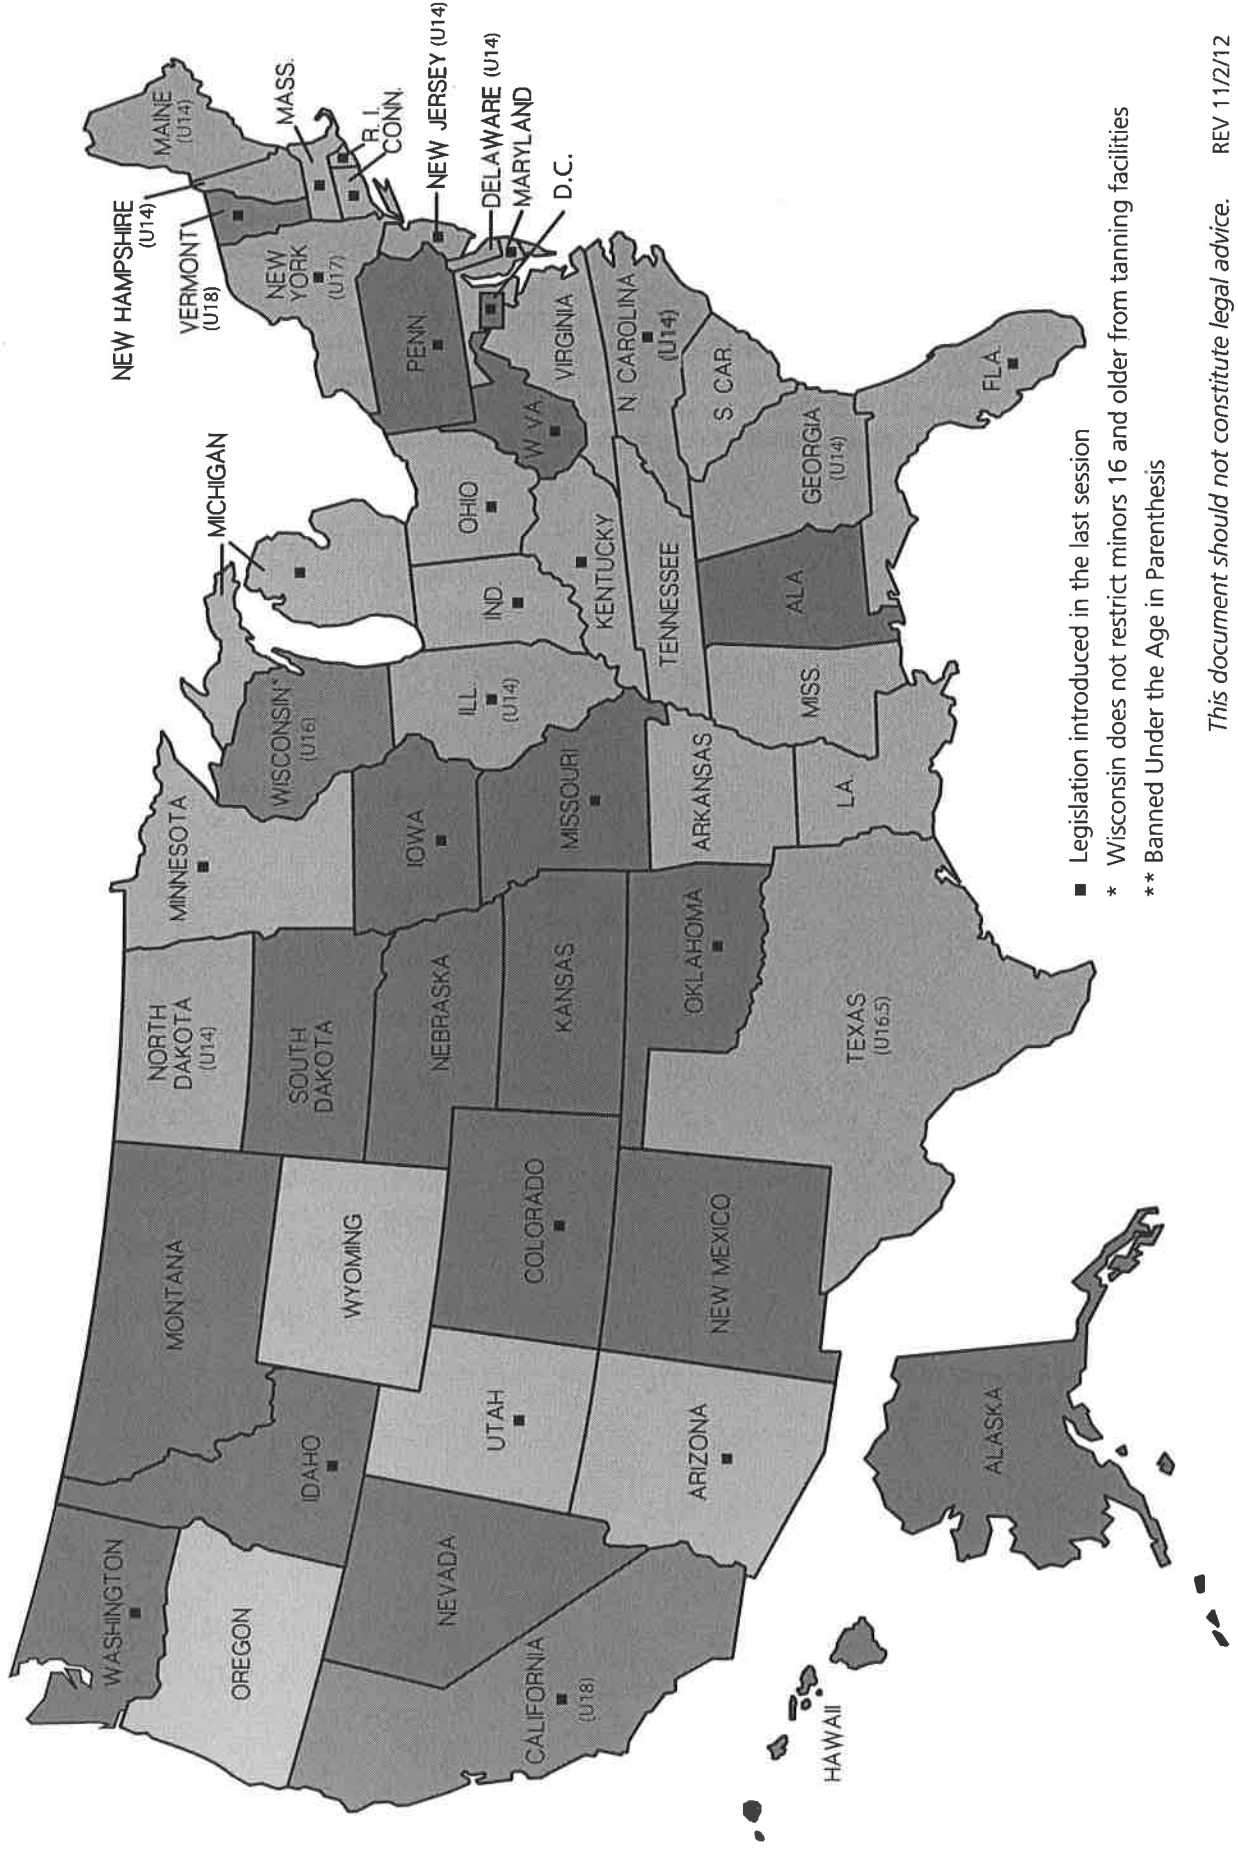 WASHINGTON
OREGON
CALIFORNIA
(U18)
NEVADA
IDAHO
MONTANA
WYOMING
UTAH
ARIZONA
COLORADO
NEW MEXICO
NORTH
DAKOTA
(U14)
SOUTH
DAKOTA
NEBRASKA
KANSAS
OKLAHOMA
TEXAS
(U16.5)
MINNESOTA
IOWA
MISSOURI
ARKANSAS
LA.
WISCONSIN*
(U16)
ILL.
(U14)
MICHIGAN
IND.
OHIO
KENTUCKY
TENNESSEE
MISS.
ALA
GEORGIA
(U14)
FLA.
S. CAR.
N CAROLINA
(U14)
VIRGINIA
W. VA.
PENN.
NEW
YORK
(U17)
VERMONT
(U18)
NEW HAMPSHIRE
(U14)
MAINE
(U14)
MASS.
R. I.
CONN.
NEW JERSEY (U14)
DELAWARE (U14)
MARYLAND
D.C.
ALASKA
HAWAII
■ Legislation introduced in the last session
* Wisconsin does not restrict minors 16 and older from tanning facilities
** Banned Under the Age in Parenthesis
This document should not constitute legal advice. REV 11/2/12